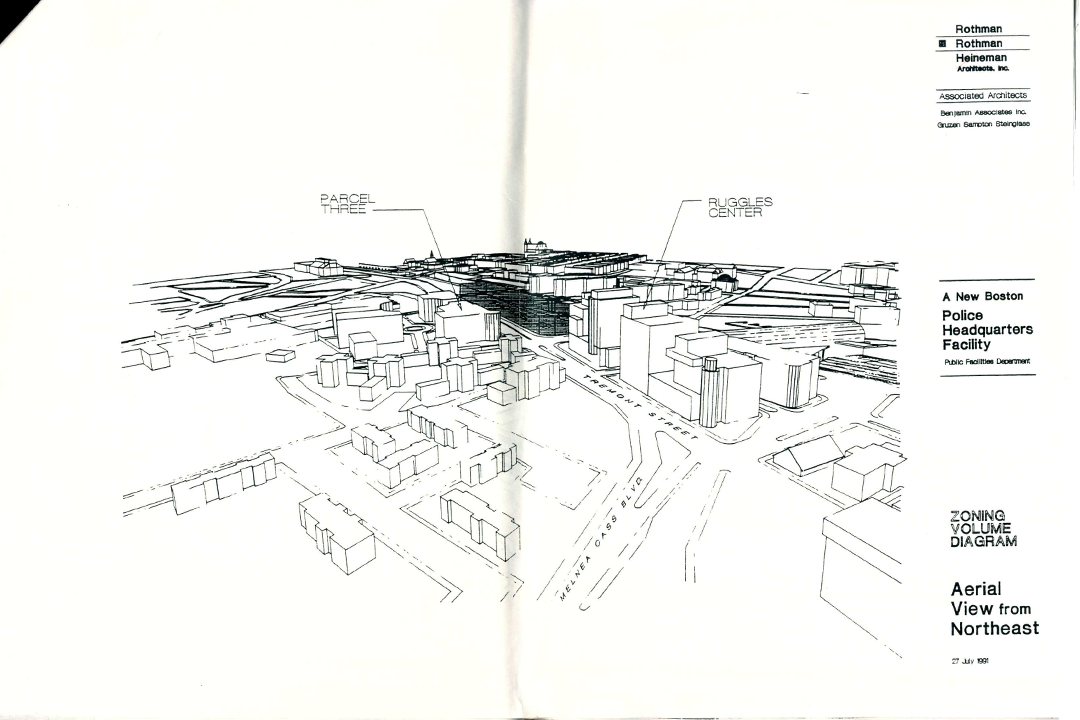 Rothman
Rothman
Heineman
Architects, Inc.
Associated Architects
Benjamin Associates Inc.
Gruzen Sampton Steinglass
PARCEL
THREE
RUGGLES
CENTER
A New Boston
Police
Headquarters
Facility
Public Facilities Department
TREMONT STREET
MELNEA CASS BLVD
ZONING
VOLUME
DIAGRAM
Aerial
View from
Northeast
27 July 1991